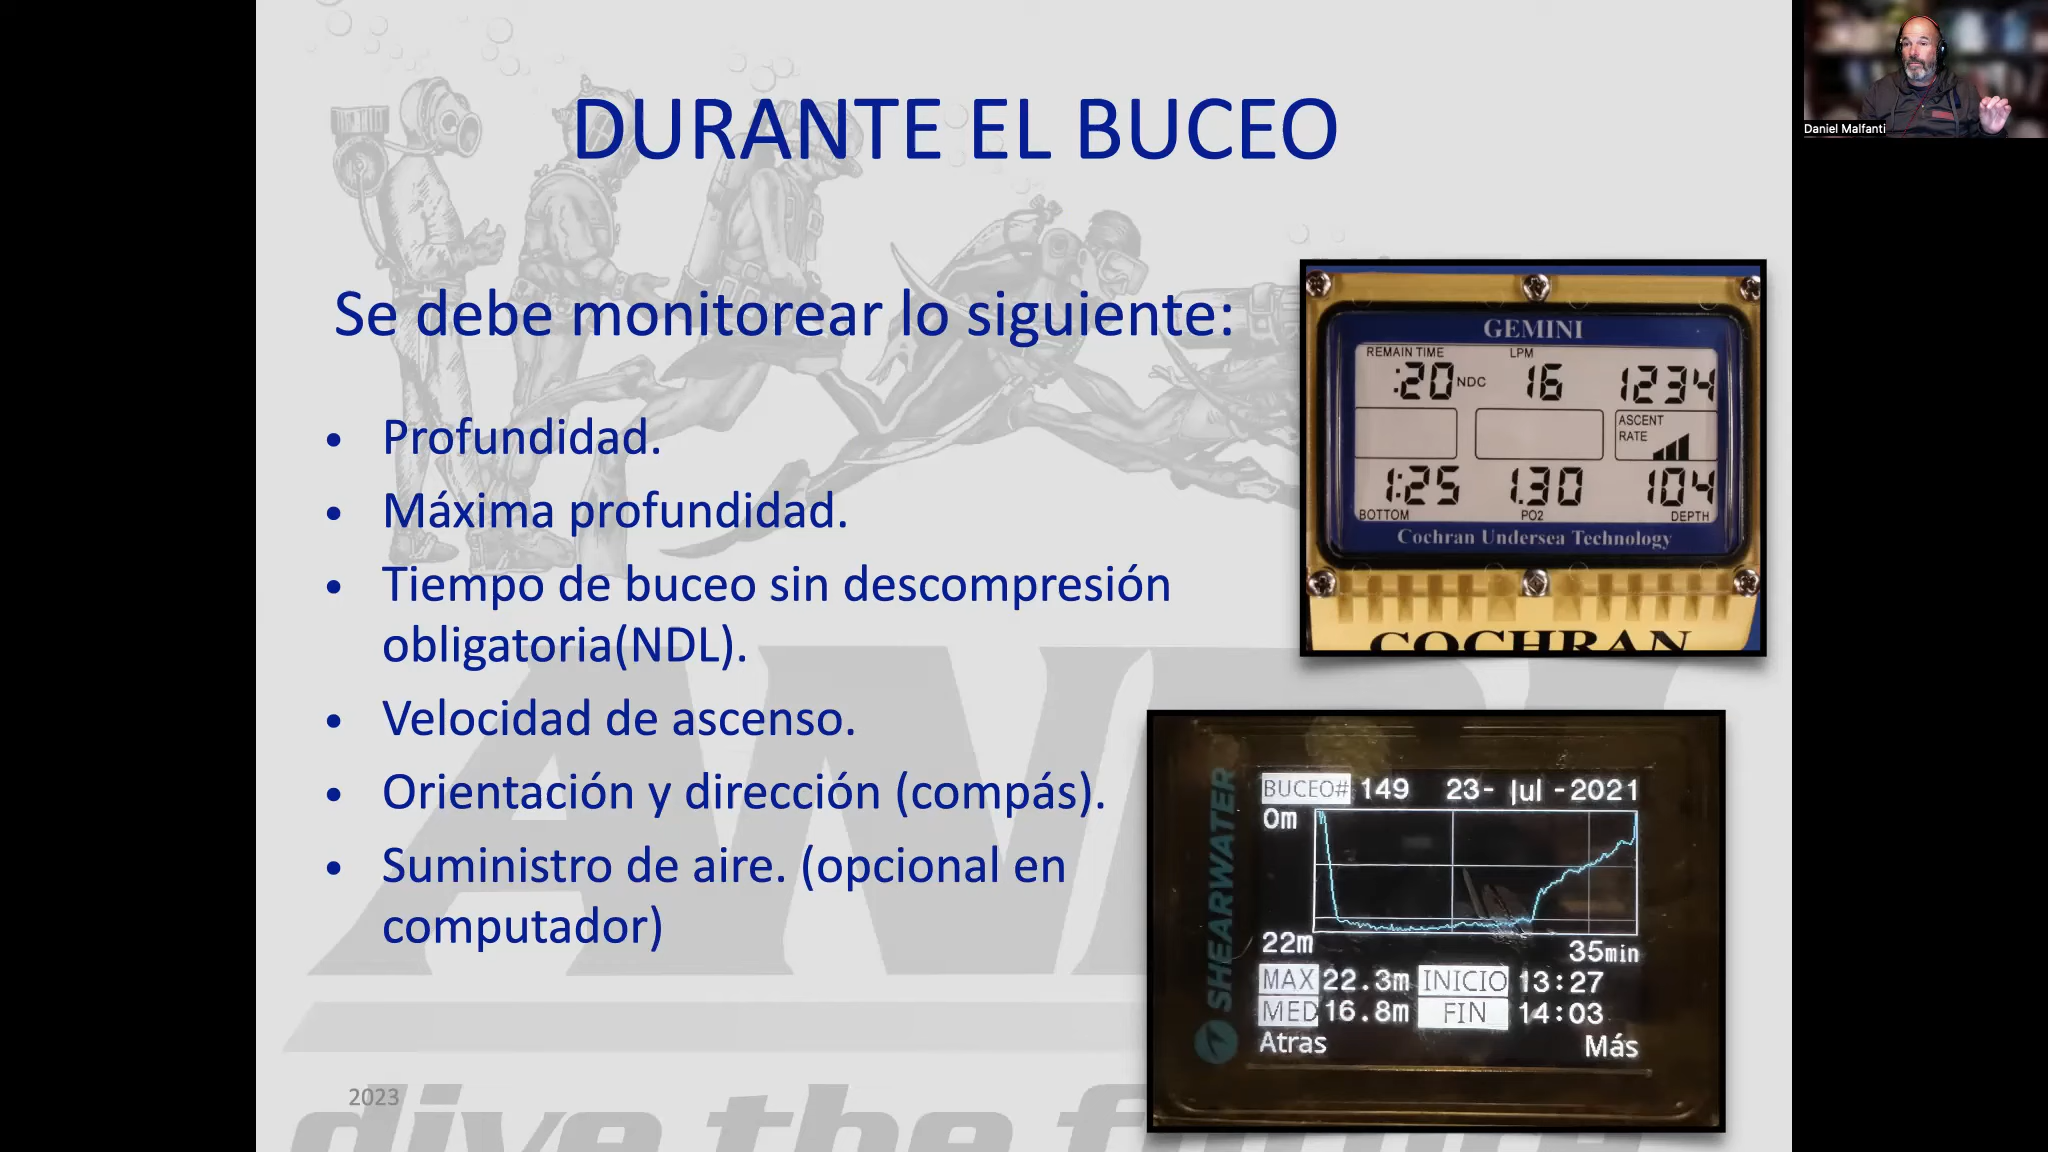 DURANTE EL BUCEO
Se debe monitorear lo siguiente:
• Profundidad.
• Máxima profundidad.
• Tiempo de buceo sin descompresión
obligatoria(NDL).
• Velocidad de ascenso.
• Orientación y dirección (compás).
• Suministro de aire. (opcional en
computador)
2023
ANDI
dive the future
GEMINI
REMAIN TIME LPM
:20 NDC 16 1234
ASCENT
RATE
1:25 1.30 104
BOTTOM PO2 DEPTH
Cochran Undersea Technology
COCHRAN
SHEARWATER
BUCEO# 149 23- Jul -2021
0m
22m 35min
MAX 22.3m INICIO 13:27
MED 16.8m FIN 14:03
Atras Más
Daniel Malfanti